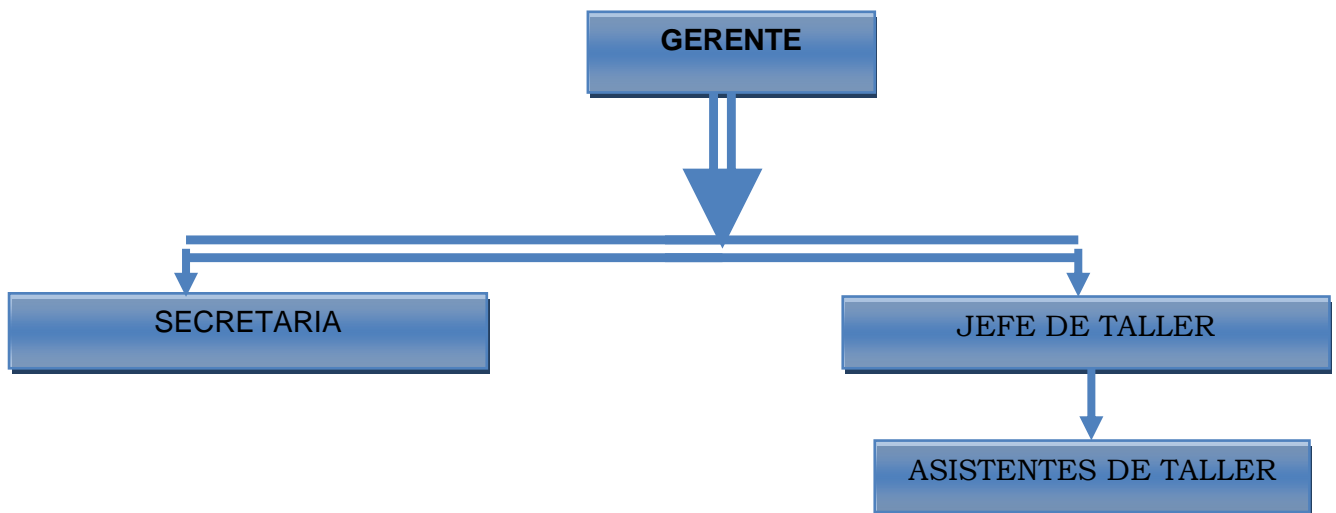 GERENTE
SECRETARIA
JEFE DE TALLER
ASISTENTES DE TALLER